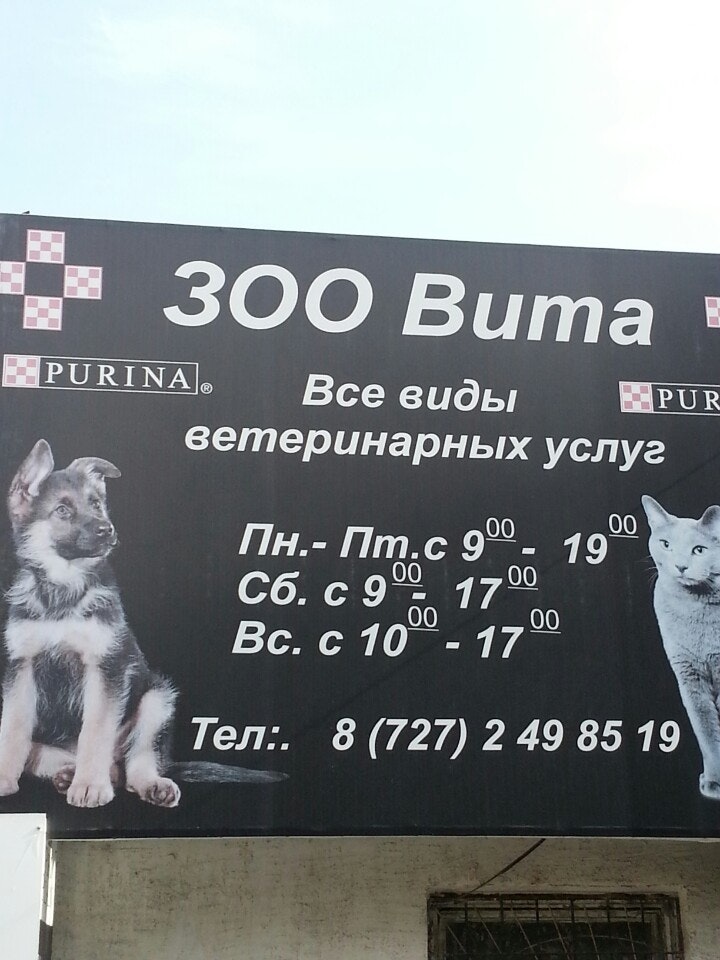 ЗОО Вита
PURINA®
PUR
Все виды
ветеринарных услуг
Пн.- Пт.с 9 00 - 19 00
Сб. с 9 00 - 17 00
Вс. с 10 00 - 17 00
Тел:. 8 (727) 2 49 85 19